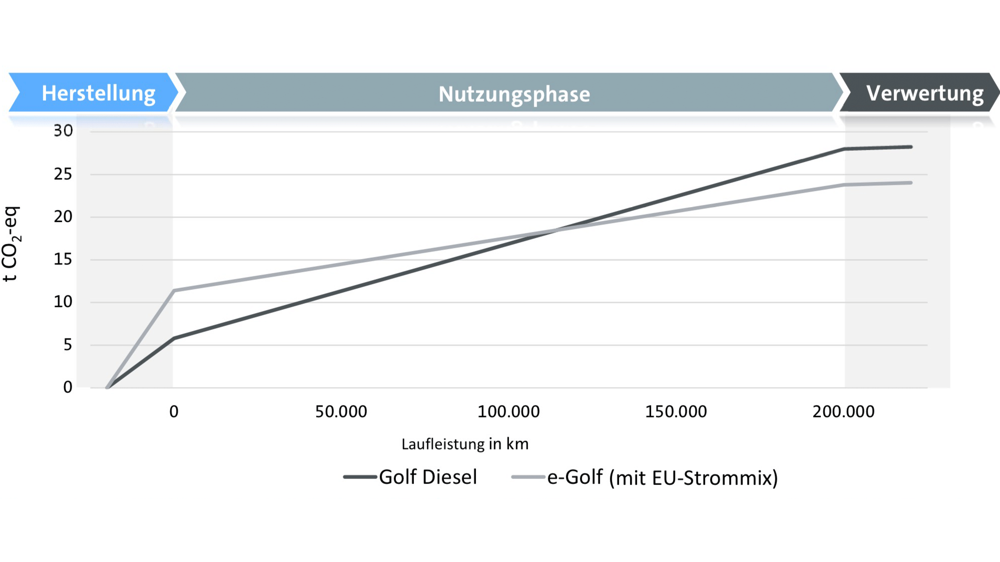 Herstellung
Nutzungsphase
Verwertung
30
25
20
15
10
5
0
t CO₂-eq
0
50.000
100.000
150.000
200.000
Laufleistung in km
Golf Diesel
e-Golf (mit EU-Strommix)